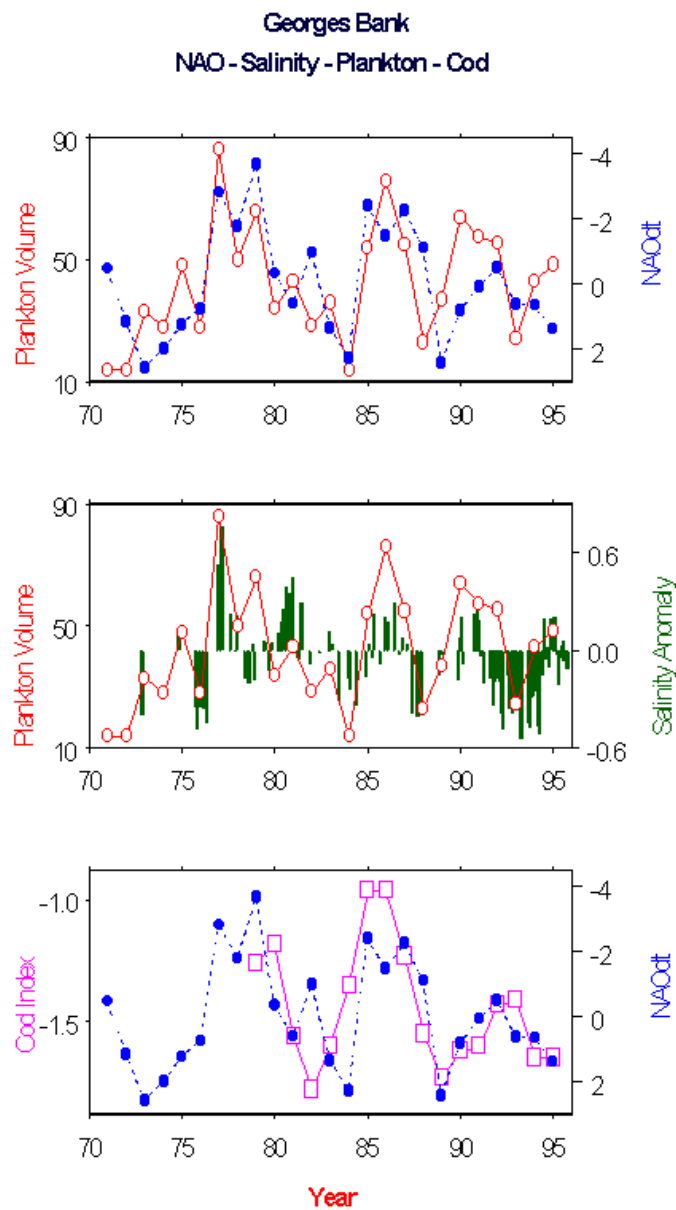 Georges Bank
NAO - Salinity - Plankton - Cod
90
50
10
Plankton Volume
-4
-2
0
2
NAOdt
70 75 80 85 90 95
90
50
10
Plankton Volume
0.6
0.0
-0.6
Salinity Anomaly
70 75 80 85 90 95
-1.0
-1.5
Cod Index
-4
-2
0
2
NAOdt
70 75 80 85 90 95
Year